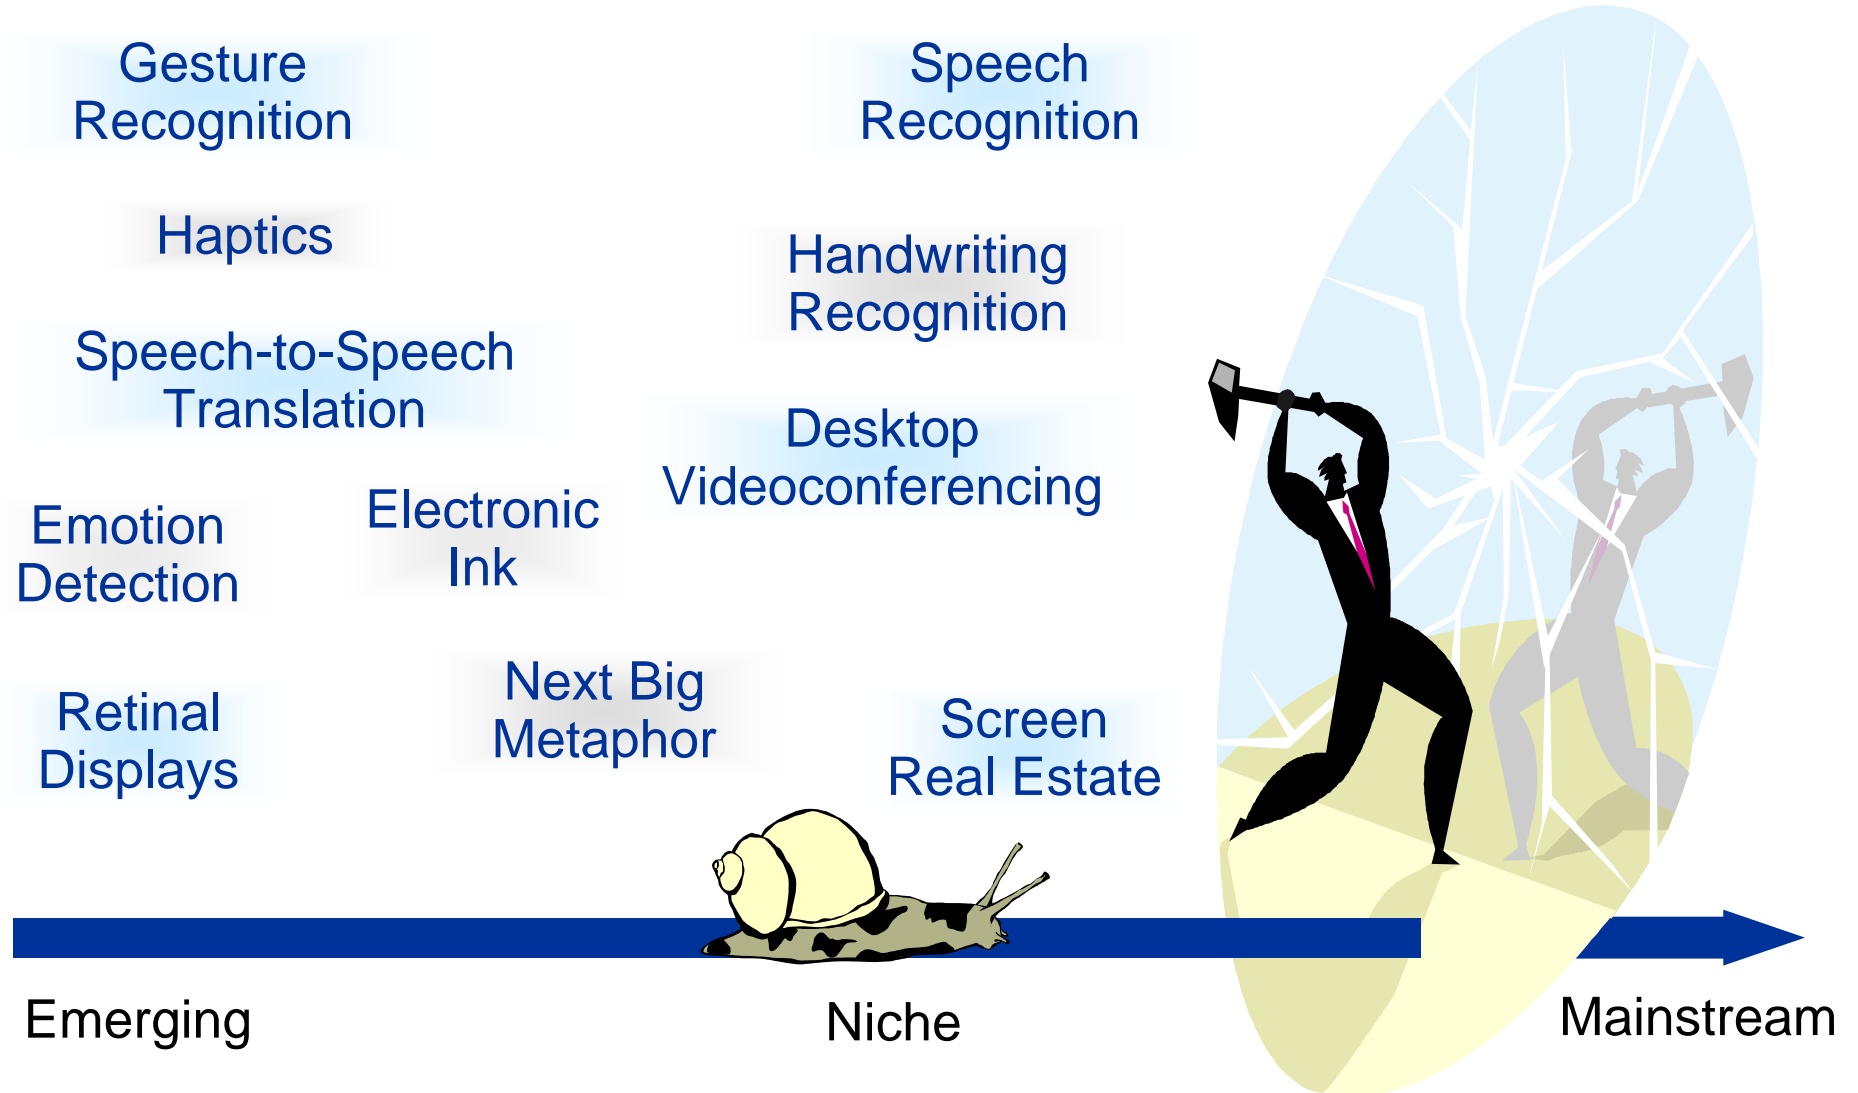 Gesture
Recognition
Speech
Recognition
Haptics
Handwriting
Recognition
Speech-to-Speech
Translation
Desktop
Videoconferencing
Emotion
Detection
Electronic
Ink
Retinal
Displays
Next Big
Metaphor
Screen
Real Estate
Emerging
Niche
Mainstream